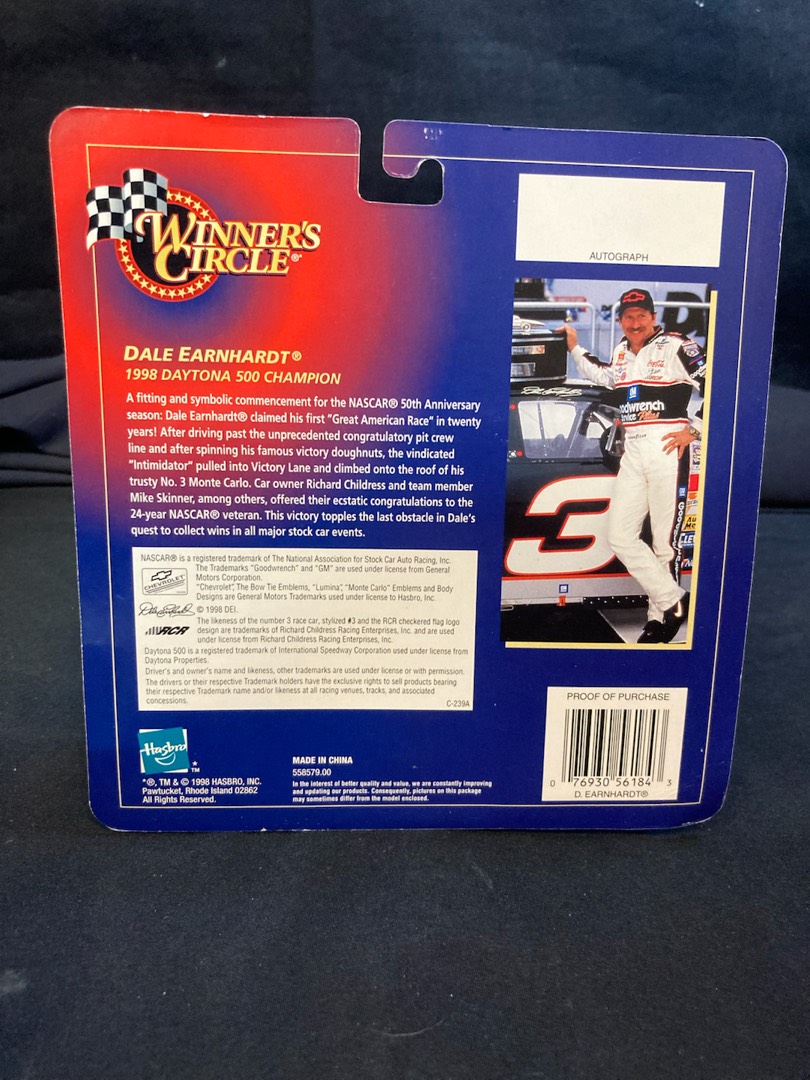 WINNER'S
CIRCLE®
DALE EARNHARDT®
1998 DAYTONA 500 CHAMPION
A fitting and symbolic commencement for the NASCAR® 50th Anniversary
season: Dale Earnhardt® claimed his first "Great American Race" in twenty
years! After driving past the unprecedented congratulatory pit crew
line and after spinning his famous victory doughnuts, the vindicated
"Intimidator" pulled into Victory Lane and climbed onto the roof of his
trusty No. 3 Monte Carlo. Car owner Richard Childress and team member
Mike Skinner, among others, offered their ecstatic congratulations to the
24-year NASCAR® veteran. This victory topples the last obstacle in Dale's
quest to collect wins in all major stock car events.
NASCAR® is a registered trademark of The National Association for Stock Car Auto Racing, Inc.
The Trademarks "Goodwrench" and "GM" are used under license from General
Motors Corporation.
CHEVROLET
"Chevrolet", The Bow Tie Emblems, "Lumina", "Monte Carlo" Emblems and Body
Designs are General Motors Trademarks used under license to Hasbro, Inc.
© 1998 DEI.
RCR
The likeness of the number 3 race car, stylized #3 and the RCR checkered flag logo
design are trademarks of Richard Childress Racing Enterprises, Inc. and are used
under license from Richard Childress Racing Enterprises, Inc.
Daytona 500 is a registered trademark of International Speedway Corporation used under license from
Daytona Properties.
Driver's and owner's name and likeness, other trademarks are used under license or with permission.
The drivers or their respective Trademark holders have the exclusive rights to sell products bearing
their respective Trademark name and/or likeness at all racing venues, tracks, and associated
concessions.
C-239A
Hasbro
*™
*®, TM & © 1998 HASBRO, INC.
Pawtucket, Rhode Island 02862
All Rights Reserved.
MADE IN CHINA
558579.00
In the interest of better quality and value, we are constantly improving
and updating our products. Consequently, pictures on this package
may sometimes differ from the model enclosed.
AUTOGRAPH
odwrench
Service Plus
3
GM
PROOF OF PURCHASE
0 76930 56184 3
D. EARNHARDT®